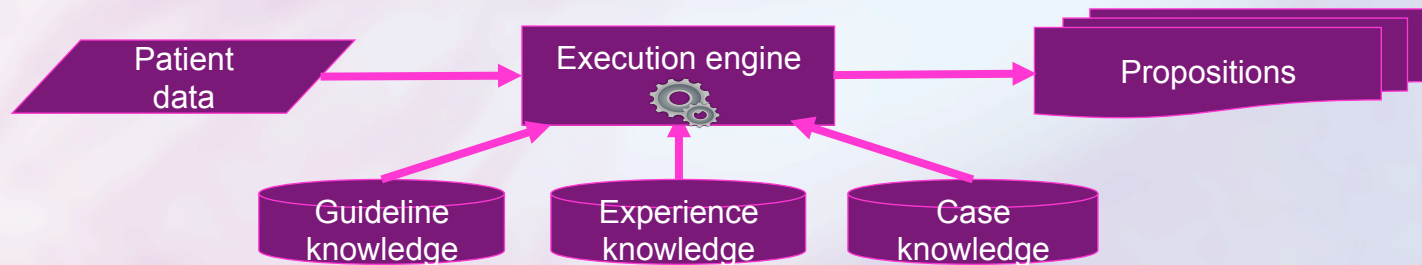 Patient
data
Execution engine
Propositions
Guideline
knowledge
Experience
knowledge
Case
knowledge